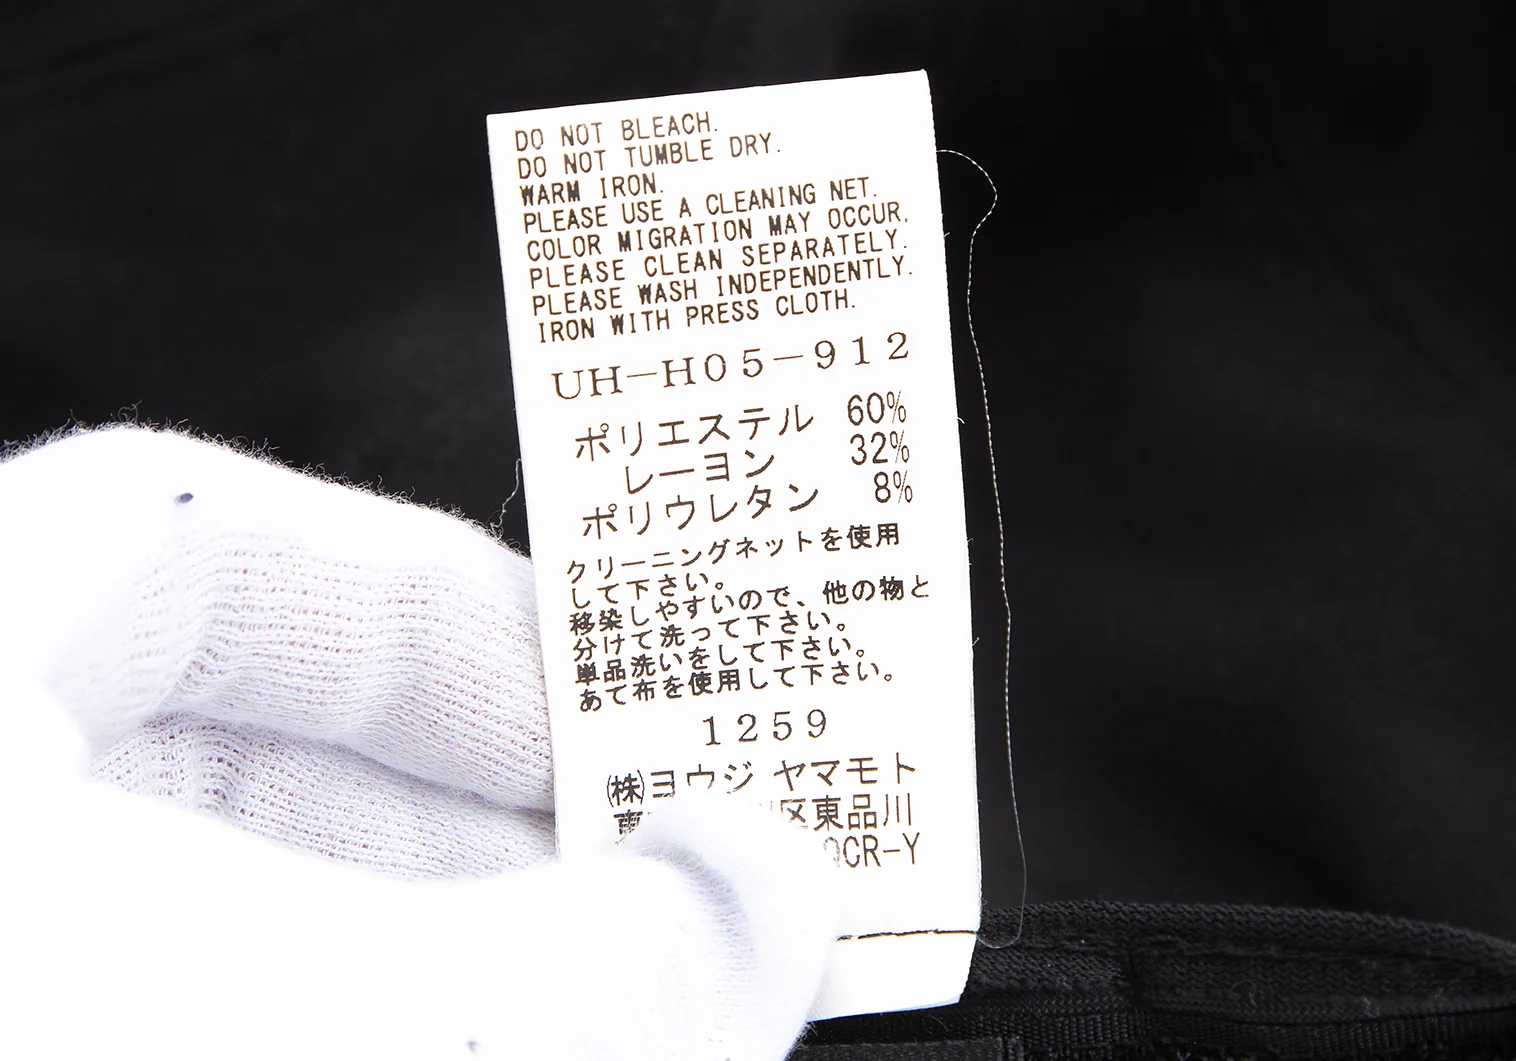 DO NOT BLEACH.
DO NOT TUMBLE DRY.
WARM IRON.
PLEASE USE A CLEANING NET.
COLOR MIGRATION MAY OCCUR.
PLEASE CLEAN SEPARATELY.
PLEASE WASH INDEPENDENTLY.
IRON WITH PRESS CLOTH.
UH-H05-912
ポリエステル 60%
レーヨン 32%
ポリウレタン 8%
クリーニングネットを使用
して下さい。
移染しやすいので、他の物と
分けて洗って下さい。
単品洗いをして下さい。
あて布を使用して下さい。
1259
㈱ヨウジ ヤマモト
区東品川
CR-Y